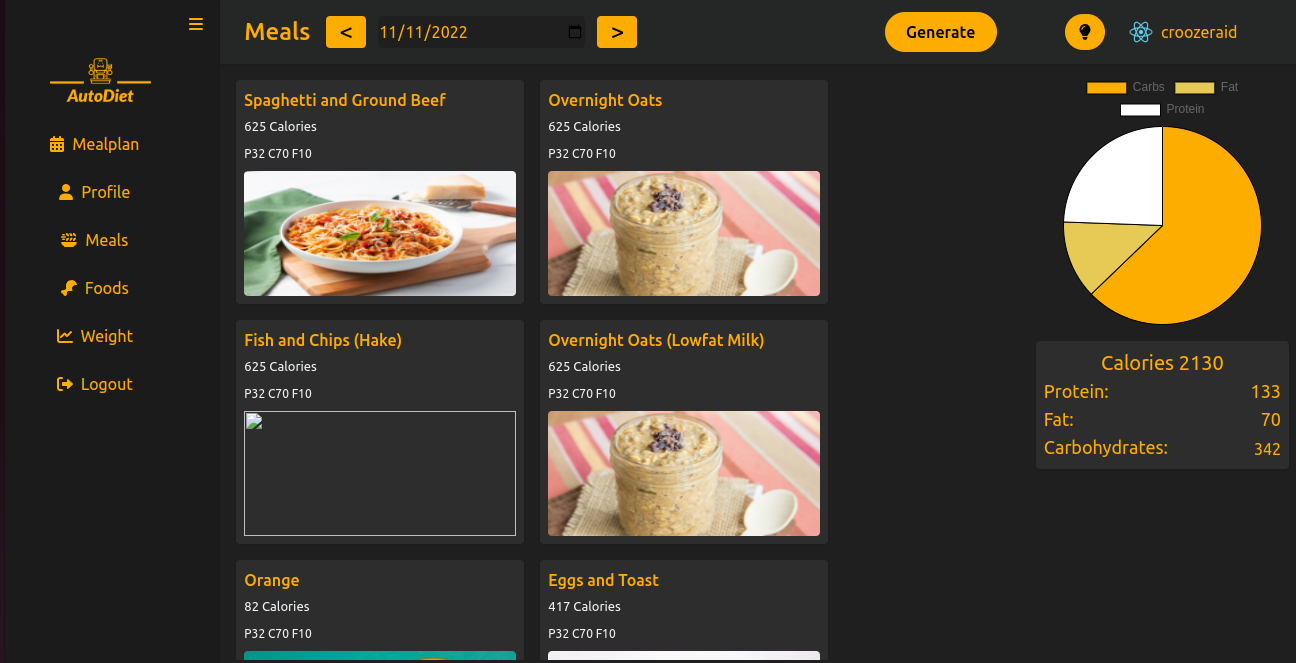 AutoDiet
Mealplan
Profile
Meals
Foods
Weight
Logout
Meals < 11/11/2022 > Generate croozeraid
Spaghetti and Ground Beef
625 Calories
P32 C70 F10
Overnight Oats
625 Calories
P32 C70 F10
Fish and Chips (Hake)
625 Calories
P32 C70 F10
Overnight Oats (Lowfat Milk)
625 Calories
P32 C70 F10
Orange
82 Calories
P32 C70 F10
Eggs and Toast
417 Calories
P32 C70 F10
Carbs Fat
Protein
Calories 2130
Protein: 133
Fat: 70
Carbohydrates: 342